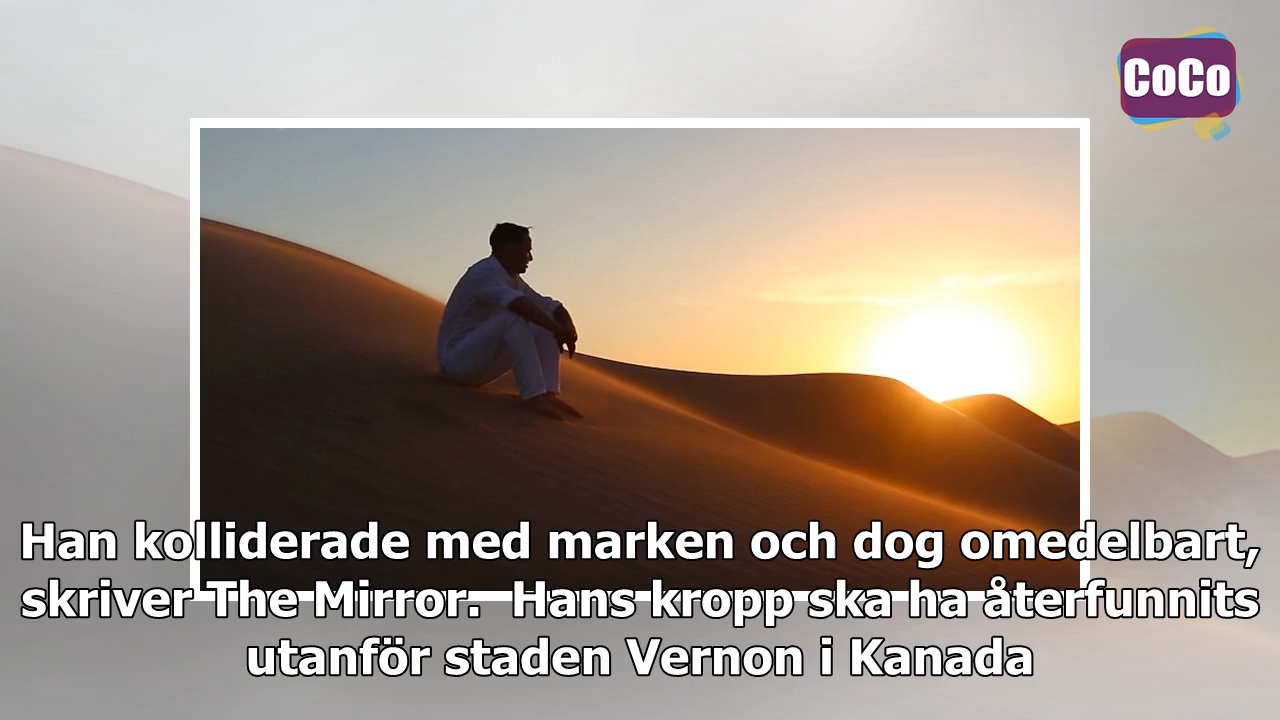 CoCo
Han kolliderade med marken och dog omedelbart,
skriver The Mirror.  Hans kropp ska ha återfunnits
utanför staden Vernon i Kanada